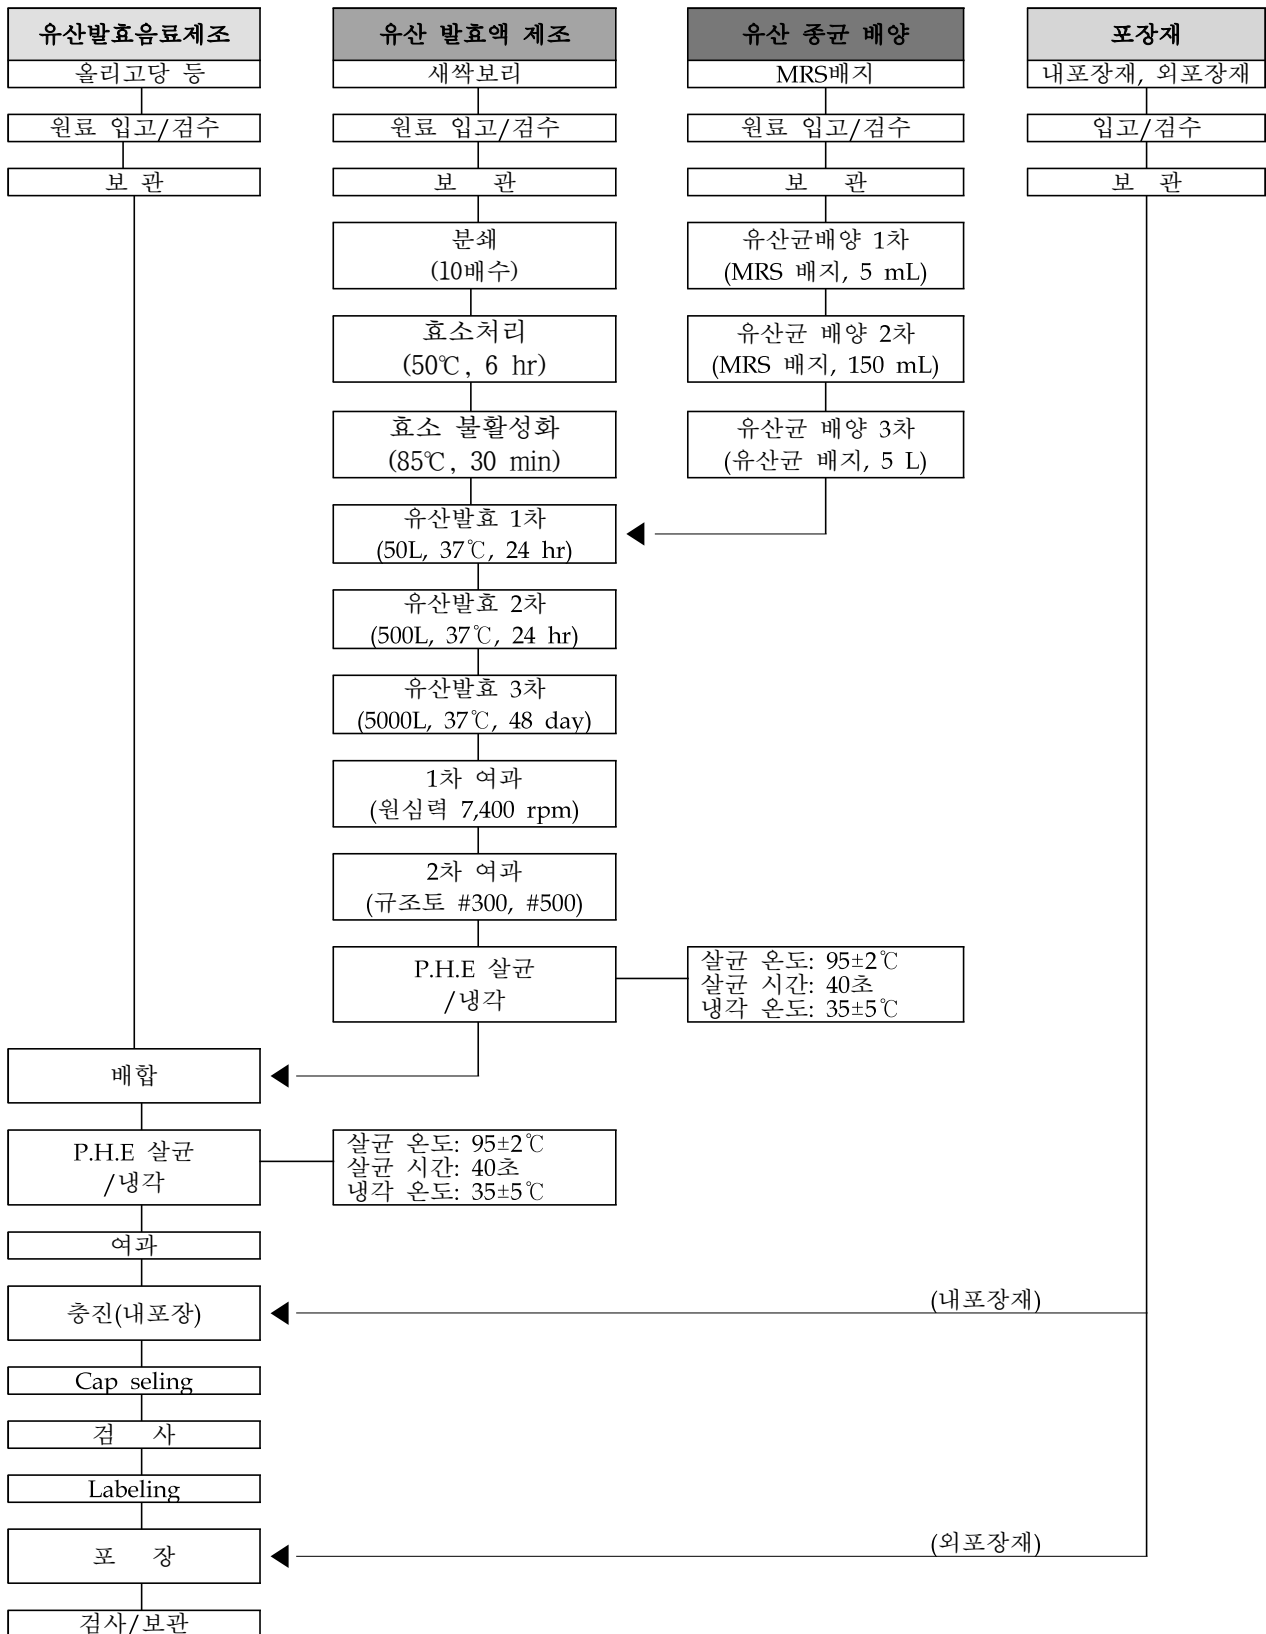 유산발효음료제조
올리고당 등
원료 입고/검수
보 관
배합
P.H.E 살균
/냉각
살균 온도: 95±2℃
살균 시간: 40초
냉각 온도: 35±5℃
여과
충진(내포장)
Cap seling
검 사
Labeling
포 장
검사/보관
유산 발효액 제조
새싹보리
원료 입고/검수
보 관
분쇄
(10배수)
효소처리
(50℃, 6 hr)
효소 불활성화
(85℃, 30 min)
유산발효 1차
(50L, 37℃, 24 hr)
유산발효 2차
(500L, 37℃, 24 hr)
유산발효 3차
(5000L, 37℃, 48 day)
1차 여과
(원심력 7,400 rpm)
2차 여과
(규조토 #300, #500)
P.H.E 살균
/냉각
살균 온도: 95±2℃
살균 시간: 40초
냉각 온도: 35±5℃
유산 종균 배양
MRS배지
원료 입고/검수
보 관
유산균배양 1차
(MRS 배지, 5 mL)
유산균 배양 2차
(MRS 배지, 150 mL)
유산균 배양 3차
(유산균 배지, 5 L)
포장재
내포장재, 외포장재
입고/검수
보 관
(내포장재)
(외포장재)